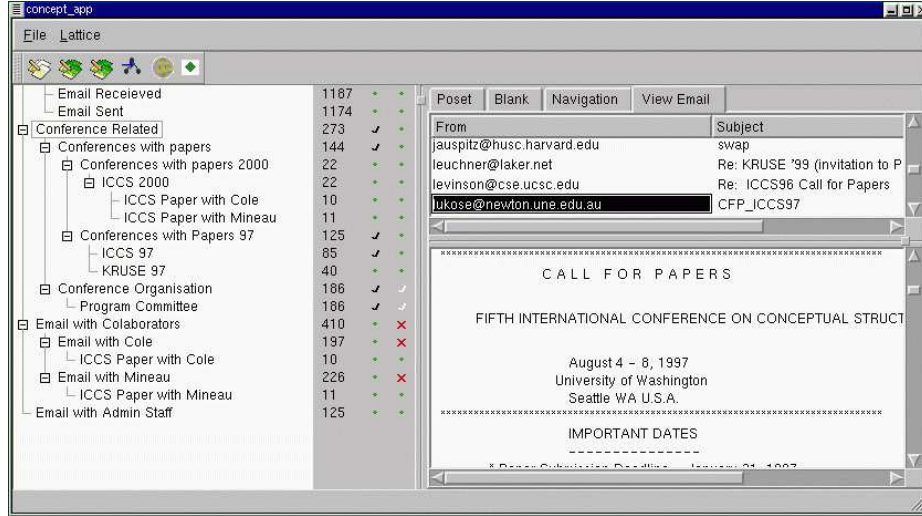 concept_app
File Lattice
Email Receieved 1187
Email Sent 1174
Conference Related 273
Conferences with papers 144
Conferences with papers 2000 22
ICCS 2000 22
ICCS Paper with Cole 10
ICCS Paper with Mineau 11
Conferences with Papers 97 125
ICCS 97 85
KRUSE 97 40
Conference Organisation 186
Program Committee 186
Email with Colaborators 410
Email with Cole 197
ICCS Paper with Cole 10
Email with Mineau 226
ICCS Paper with Mineau 11
Email with Admin Staff 125
Poset Blank Navigation View Email
From Subject
jauspitz@husc.harvard.edu swap
leuchner@laker.net Re: KRUSE '99 (invitation to P
levinson@cse.ucsc.edu Re: ICCS96 Call for Papers
lukose@newton.une.edu.au CFP_ICCS97
CALL FOR PAPERS
FIFTH INTERNATIONAL CONFERENCE ON CONCEPTUAL STRUCT
August 4 - 8, 1997
University of Washington
Seattle WA U.S.A.
IMPORTANT DATES
---------------
* Paper Submission Deadline January 31, 1997